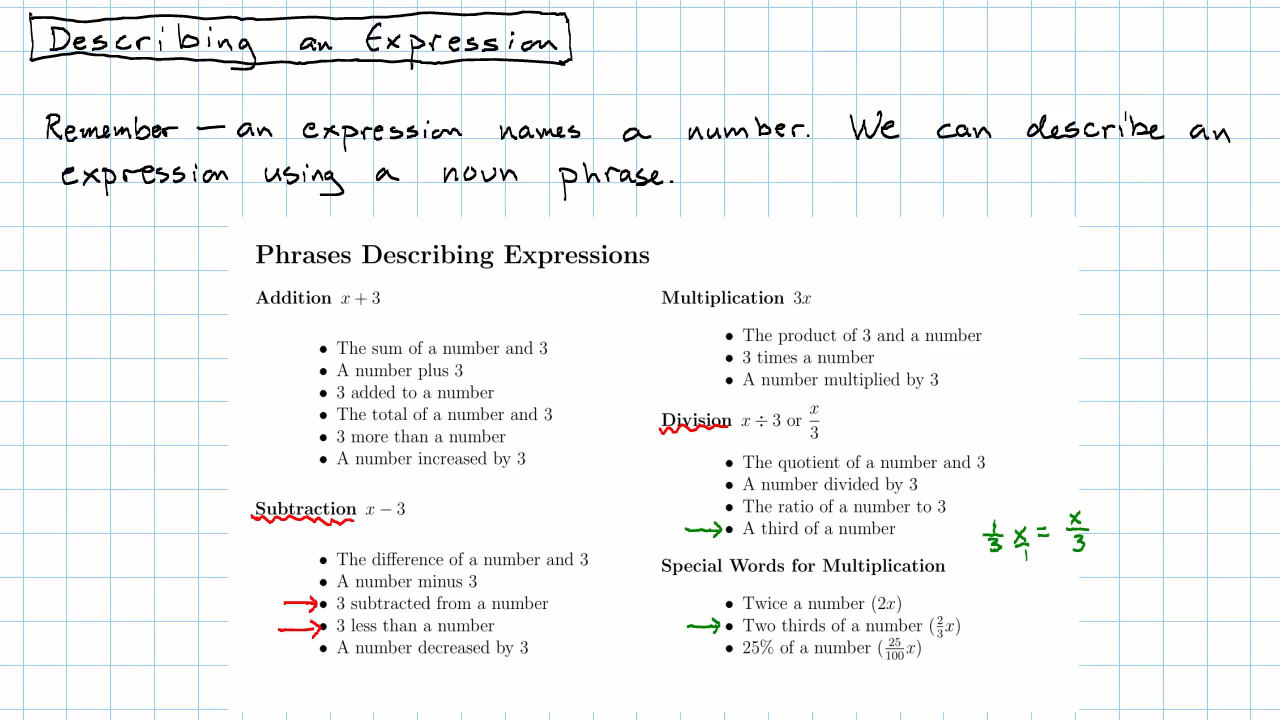 Describing an Expression
Remember — an expression names a number. We can describe an
expression using a noun phrase.
Phrases Describing Expressions
Addition x + 3
• The sum of a number and 3
• A number plus 3
• 3 added to a number
• The total of a number and 3
• 3 more than a number
• A number increased by 3
Subtraction x − 3
• The difference of a number and 3
• A number minus 3
• 3 subtracted from a number
• 3 less than a number
• A number decreased by 3
Multiplication 3x
• The product of 3 and a number
• 3 times a number
• A number multiplied by 3
Division x ÷ 3 or x/3
• The quotient of a number and 3
• A number divided by 3
• The ratio of a number to 3
• A third of a number
1/3 x/1 = x/3
Special Words for Multiplication
• Twice a number (2x)
• Two thirds of a number (2/3 x)
• 25% of a number (25/100 x)